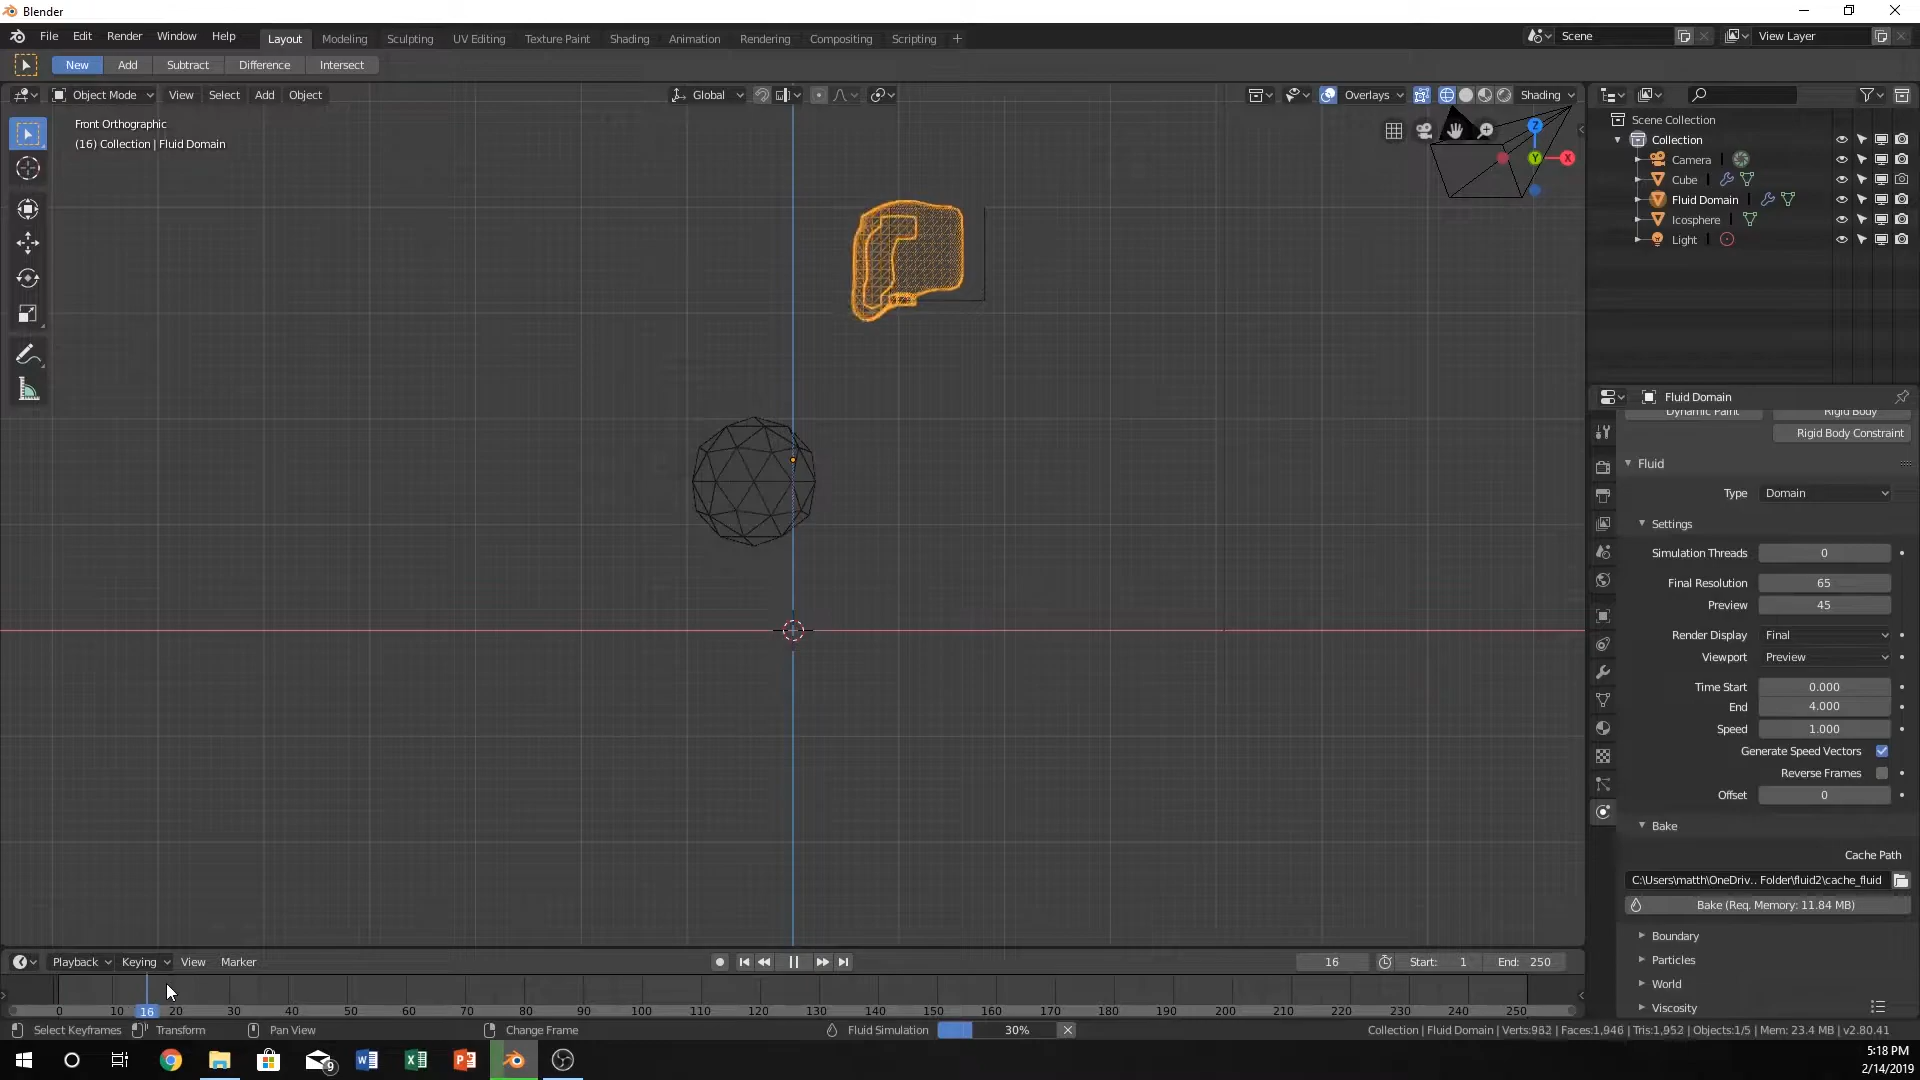 Blender
File Edit Render Window Help Layout Modeling Sculpting UV Editing Texture Paint Shading Animation Rendering Compositing Scripting + Scene View Layer
New Add Subtract Difference Intersect
Object Mode View Select Add Object Global Overlays Shading
Front Orthographic
(16) Collection | Fluid Domain
Z
Y
X
Scene Collection
Collection
Camera
Cube
Fluid Domain
Icosphere
Light
Fluid Domain
Dynamic Paint Rigid Body
Rigid Body Constraint
Fluid
Type Domain
Settings
Simulation Threads 0
Final Resolution 65
Preview 45
Render Display Final
Viewport Preview
Time Start 0.000
End 4.000
Speed 1.000
Generate Speed Vectors
Reverse Frames
Offset 0
Bake
Cache Path
C:\Users\matth\OneDriv.. Folder\fluid2\cache_fluid
Bake (Req. Memory: 11.84 MB)
Boundary
Particles
World
Viscosity
Playback Keying View Marker 16 Start: 1 End: 250
0 10 16 20 30 40 50 60 70 80 90 100 110 120 130 140 150 160 170 180 190 200 210 220 230 240 250
Select Keyframes Transform Pan View Change Frame Fluid Simulation 30% Collection | Fluid Domain | Verts:982 | Faces:1,946 | Tris:1,952 | Objects:1/5 | Mem: 23.4 MB | v2.80.41
9
5:18 PM
2/14/2019